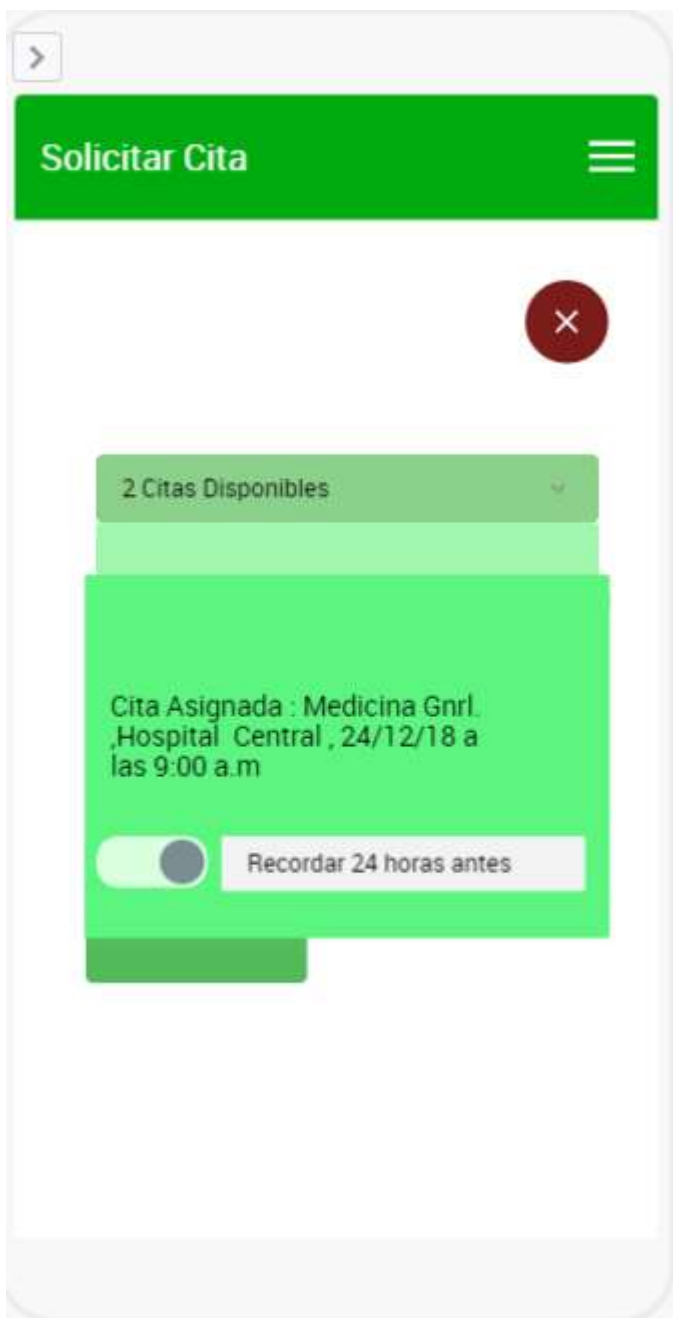 Solicitar Cita
2 Citas Disponibles
Cita Asignada : Medicina Gnrl.
,Hospital Central , 24/12/18 a
las 9:00 a.m
Recordar 24 horas antes